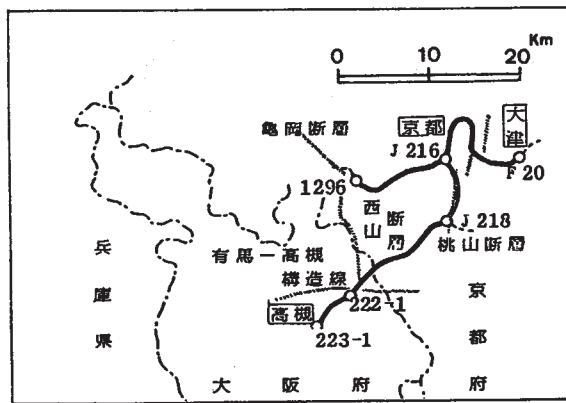 Km
0 10 20
亀岡断層
京都
大津
J 216
F 20
1296
西山断層
J 218
桃山断層
有馬－高槻
構造線
兵庫県
222-1
高槻
223-1
京都府
大阪府